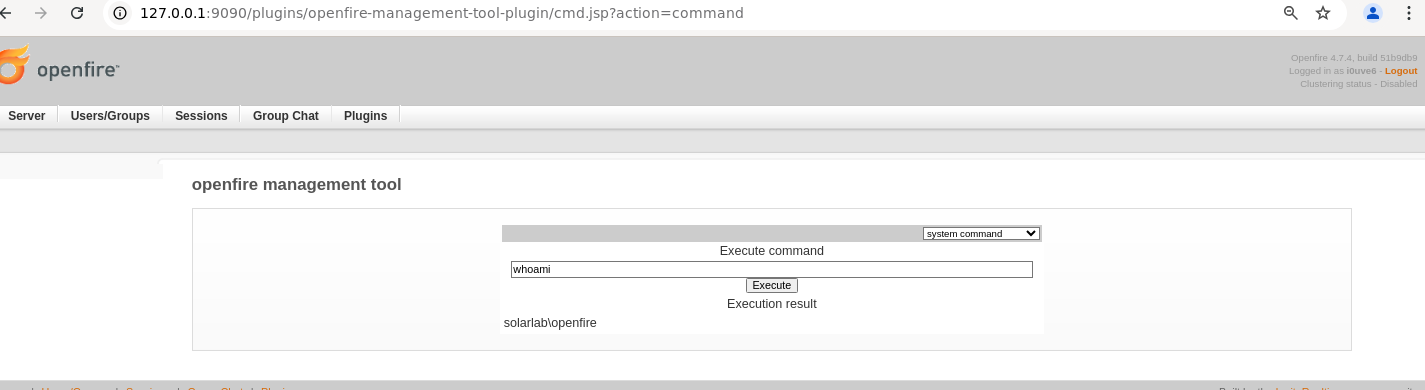 127.0.0.1:9090/plugins/openfire-management-tool-plugin/cmd.jsp?action=command
openfire™
Openfire 4.7.4, build 51b9db9
Logged in as i0uve6 - Logout
Clustering status - Disabled
Server Users/Groups Sessions Group Chat Plugins
openfire management tool
system command
Execute command
whoami
Execute
Execution result
solarlab\openfire